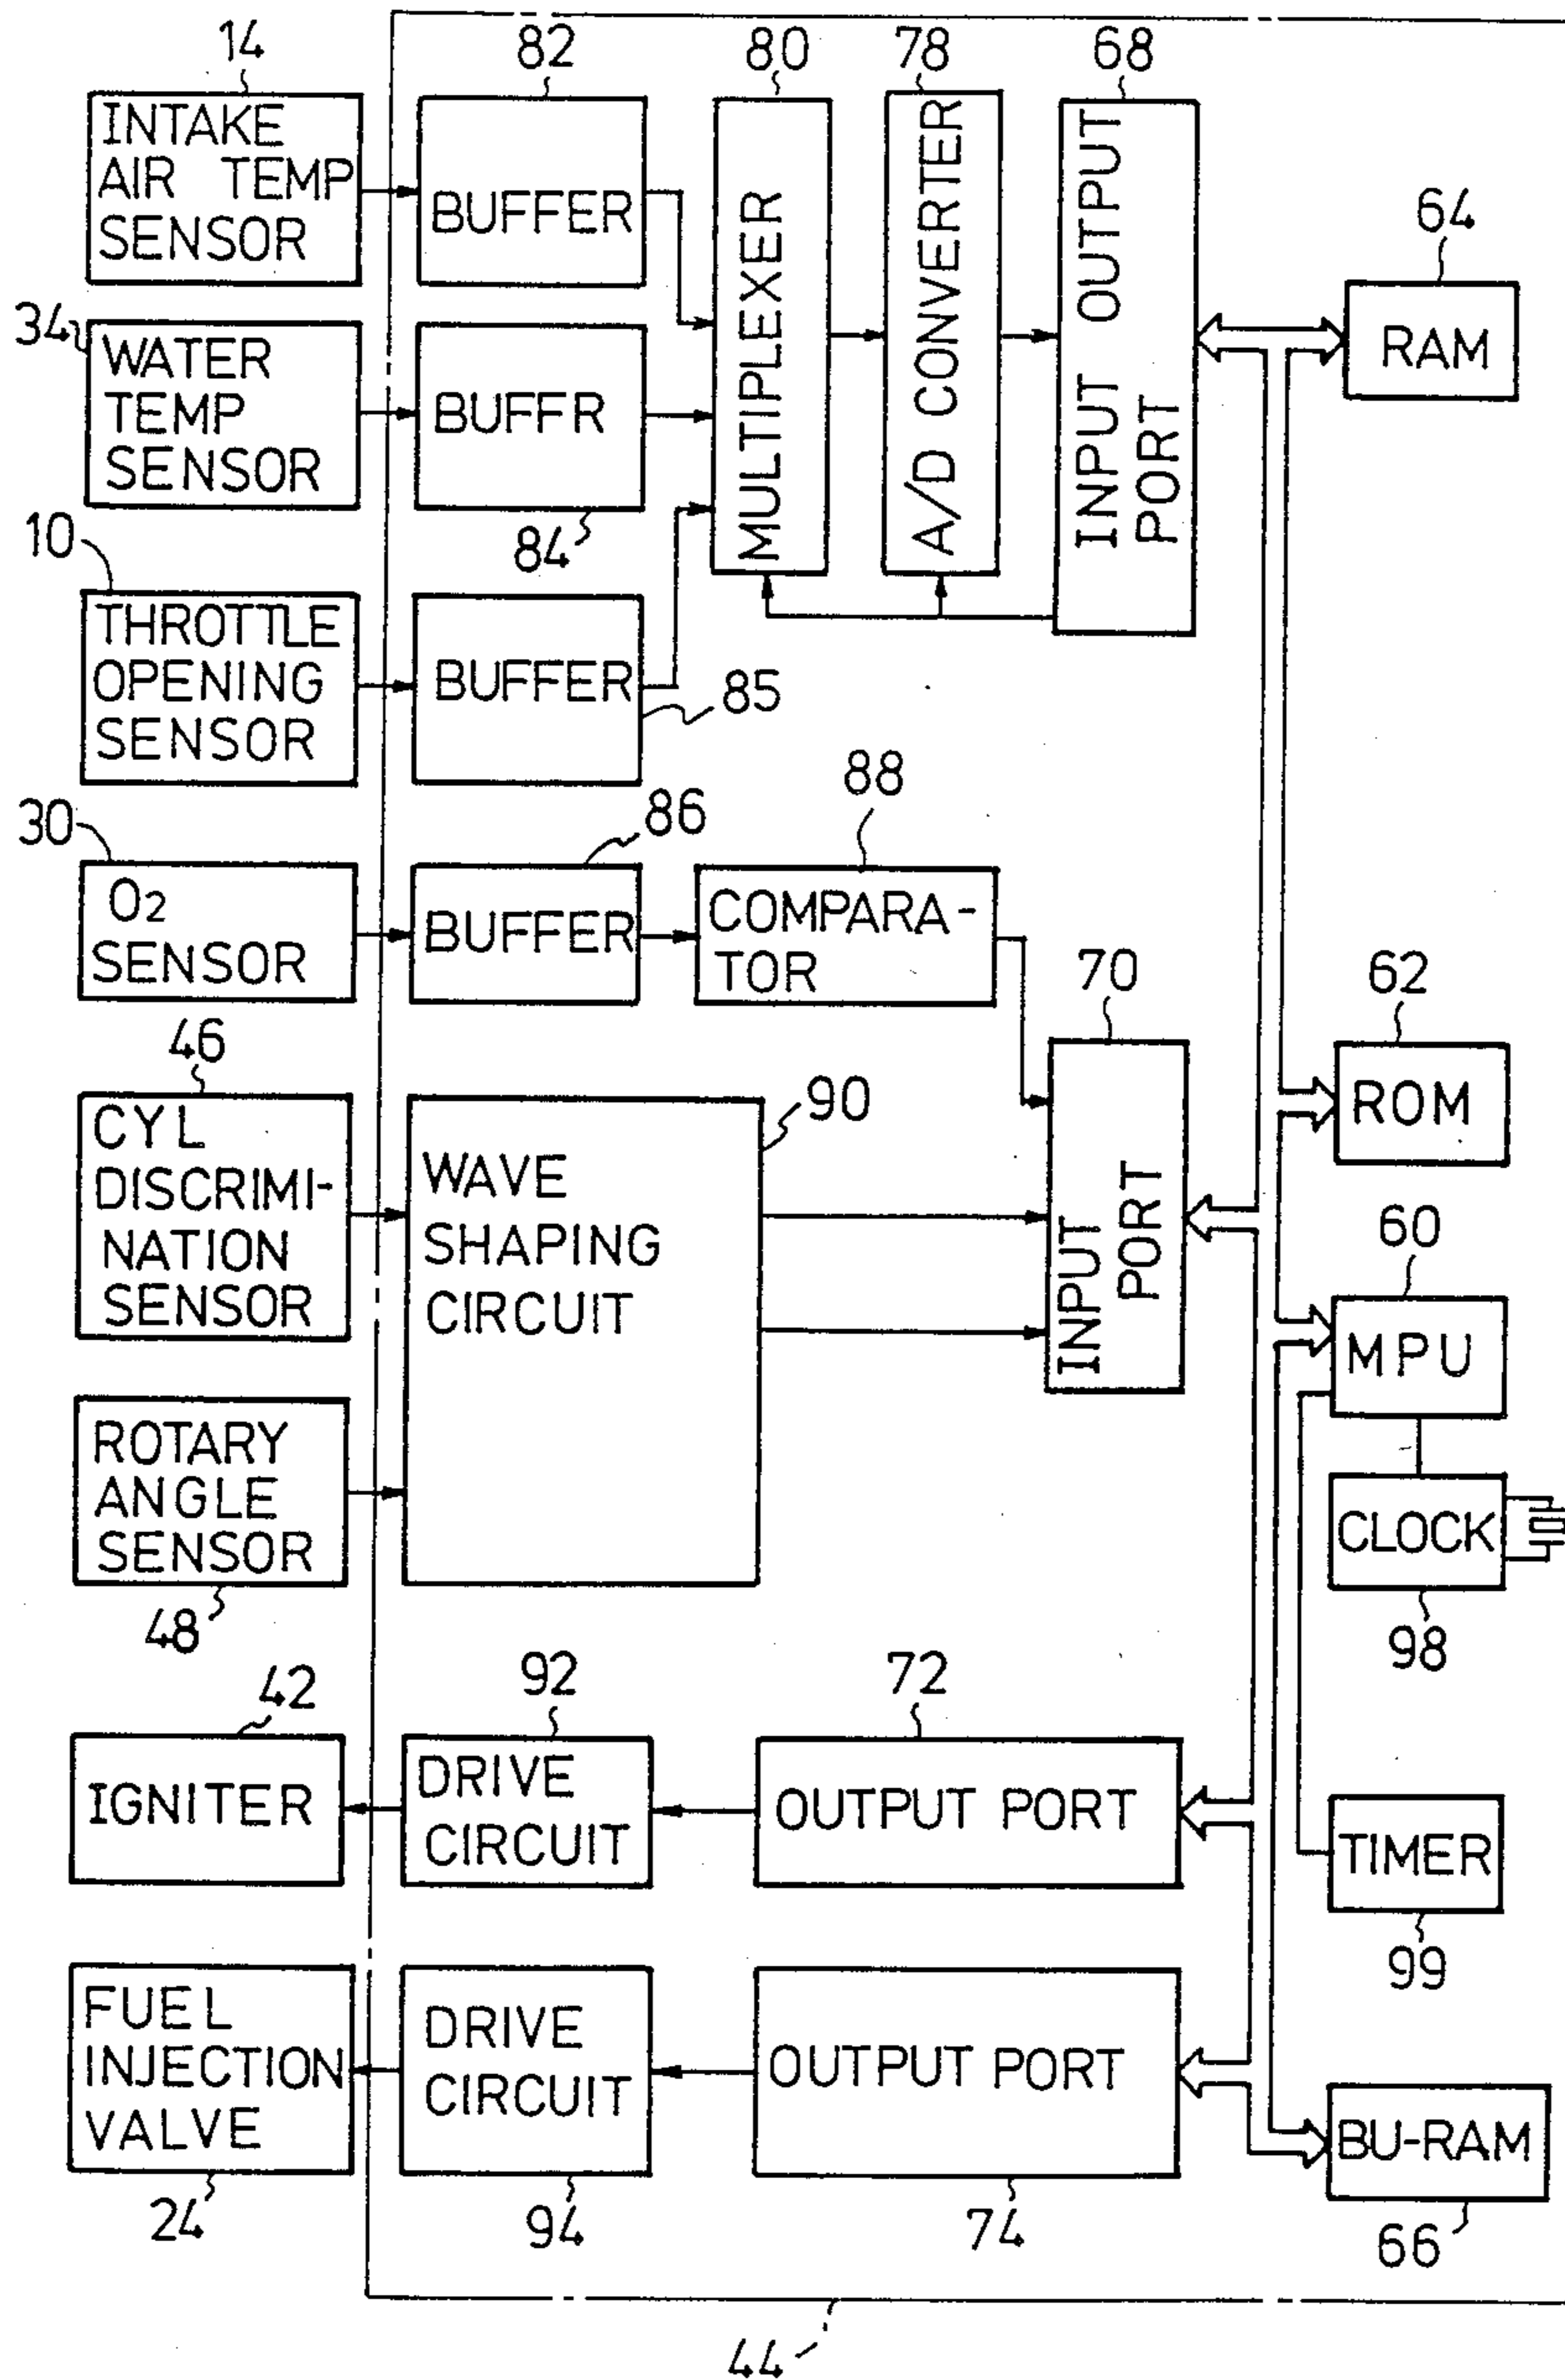 14
82
80
78
68
INTAKE
AIR TEMP
SENSOR
BUFFER
MULTIPLEXER
A/D CONVERTER
INPUT OUTPUT
PORT
64
RAM
34
WATER
TEMP
SENSOR
BUFFR
84
10
THROTTLE
OPENING
SENSOR
BUFFER
85
30
O2
SENSOR
86
BUFFER
88
COMPARA-
TOR
70
INPUT
PORT
62
ROM
46
CYL
DISCRIMI-
NATION
SENSOR
WAVE
SHAPING
CIRCUIT
90
60
MPU
ROTARY
ANGLE
SENSOR
48
CLOCK
98
42
IGNITER
92
DRIVE
CIRCUIT
72
OUTPUT PORT
TIMER
99
FUEL
INJECTION
VALVE
24
DRIVE
CIRCUIT
94
OUTPUT PORT
74
BU-RAM
66
44